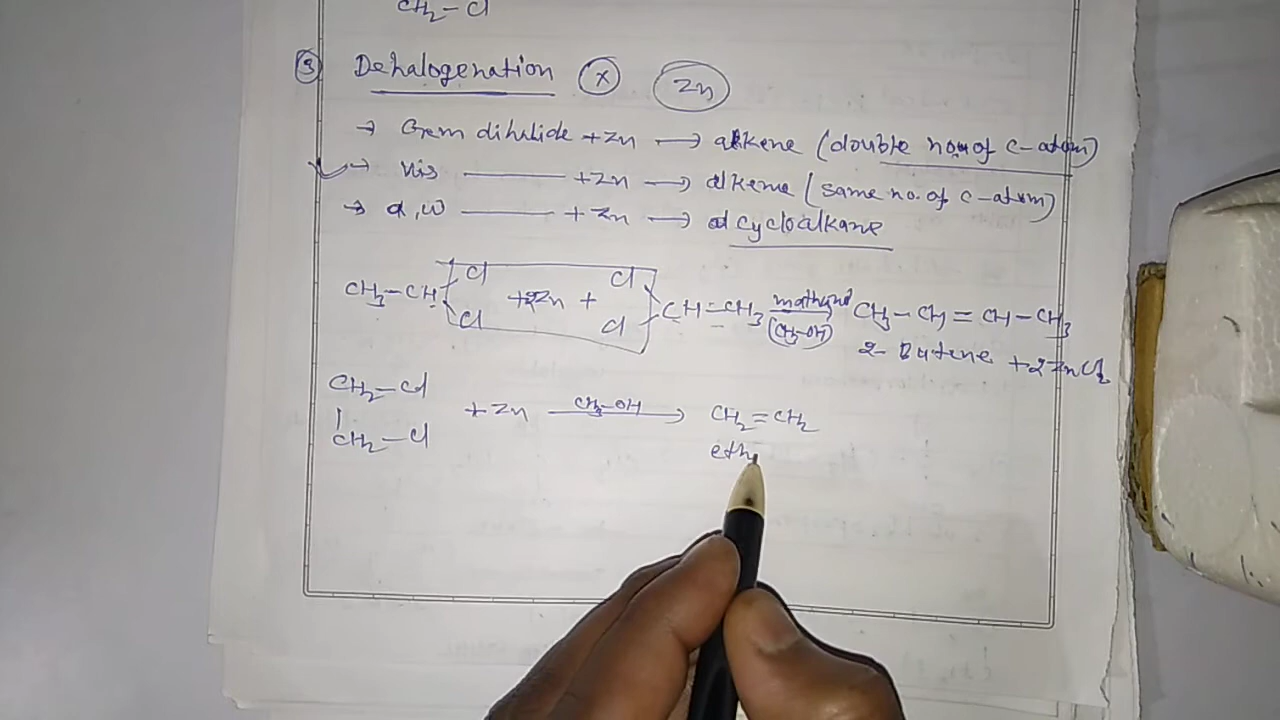 CH₂-Cl
③ Dehalogenation (X) (Zn)
→ Gem dihalide + Zn → alkene (double no. of C-atom)
→ Vis ——— + Zn → alkene (same no. of C-atom)
→ α, ω ——— + Zn → cycloalkane
Cl Cl
CH₃-CH + 2Zn + CH-CH₃ methanol CH₃-CH=CH-CH₃
Cl Cl (CH₃-OH)
2-Butene + 2ZnCl₂
CH₂-Cl
+ Zn CH₃-OH → CH₂=CH₂
CH₂-Cl
eth